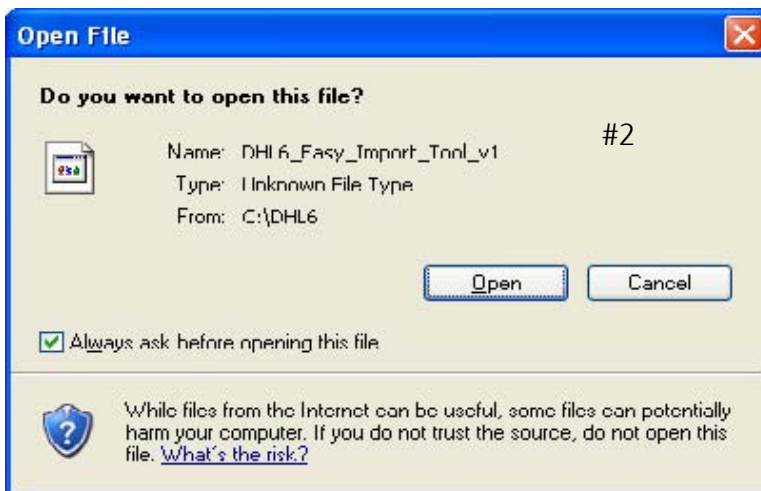 Open File
Do you want to open this file?
#2
Name: DHL6_Easy_Import_Tool_v1
Type: Unknown File Type
From: C:\DHL6
Open Cancel
Always ask before opening this file
While files from the Internet can be useful, some files can potentially
harm your computer. If you do not trust the source, do not open this
file. What's the risk?